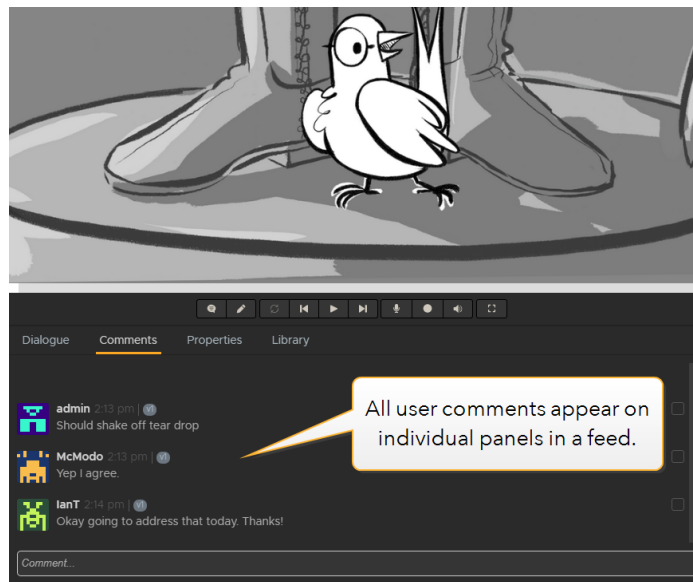 Dialogue Comments Properties Library
admin 2:13 pm | v1
Should shake off tear drop
McModo 2:13 pm | v1
Yep I agree.
IanT 2:14 pm | v1
Okay going to address that today. Thanks!
All user comments appear on
individual panels in a feed.
Comment...